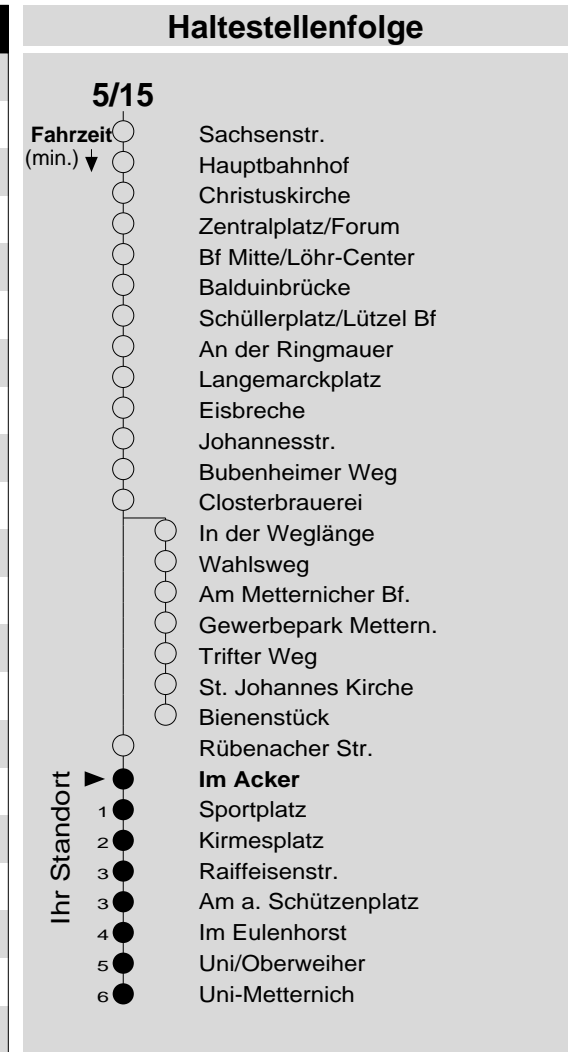 Haltestellenfolge
5/15
Fahrzeit Sachsenstr.
(min.) Hauptbahnhof
Christuskirche
Zentralplatz/Forum
Bf Mitte/Löhr-Center
Balduinbrücke
Schüllerplatz/Lützel Bf
An der Ringmauer
Langemarckplatz
Eisbreche
Johannesstr.
Bubenheimer Weg
Closterbrauerei
In der Weglänge
Wahlsweg
Am Metternicher Bf.
Gewerbepark Mettern.
Trifter Weg
St. Johannes Kirche
Bienenstück
Rübenacher Str.
Ihr Standort
Im Acker
1 Sportplatz
2 Kirmesplatz
3 Raiffeisenstr.
3 Am a. Schützenplatz
4 Im Eulenhorst
5 Uni/Oberweiher
6 Uni-Metternich